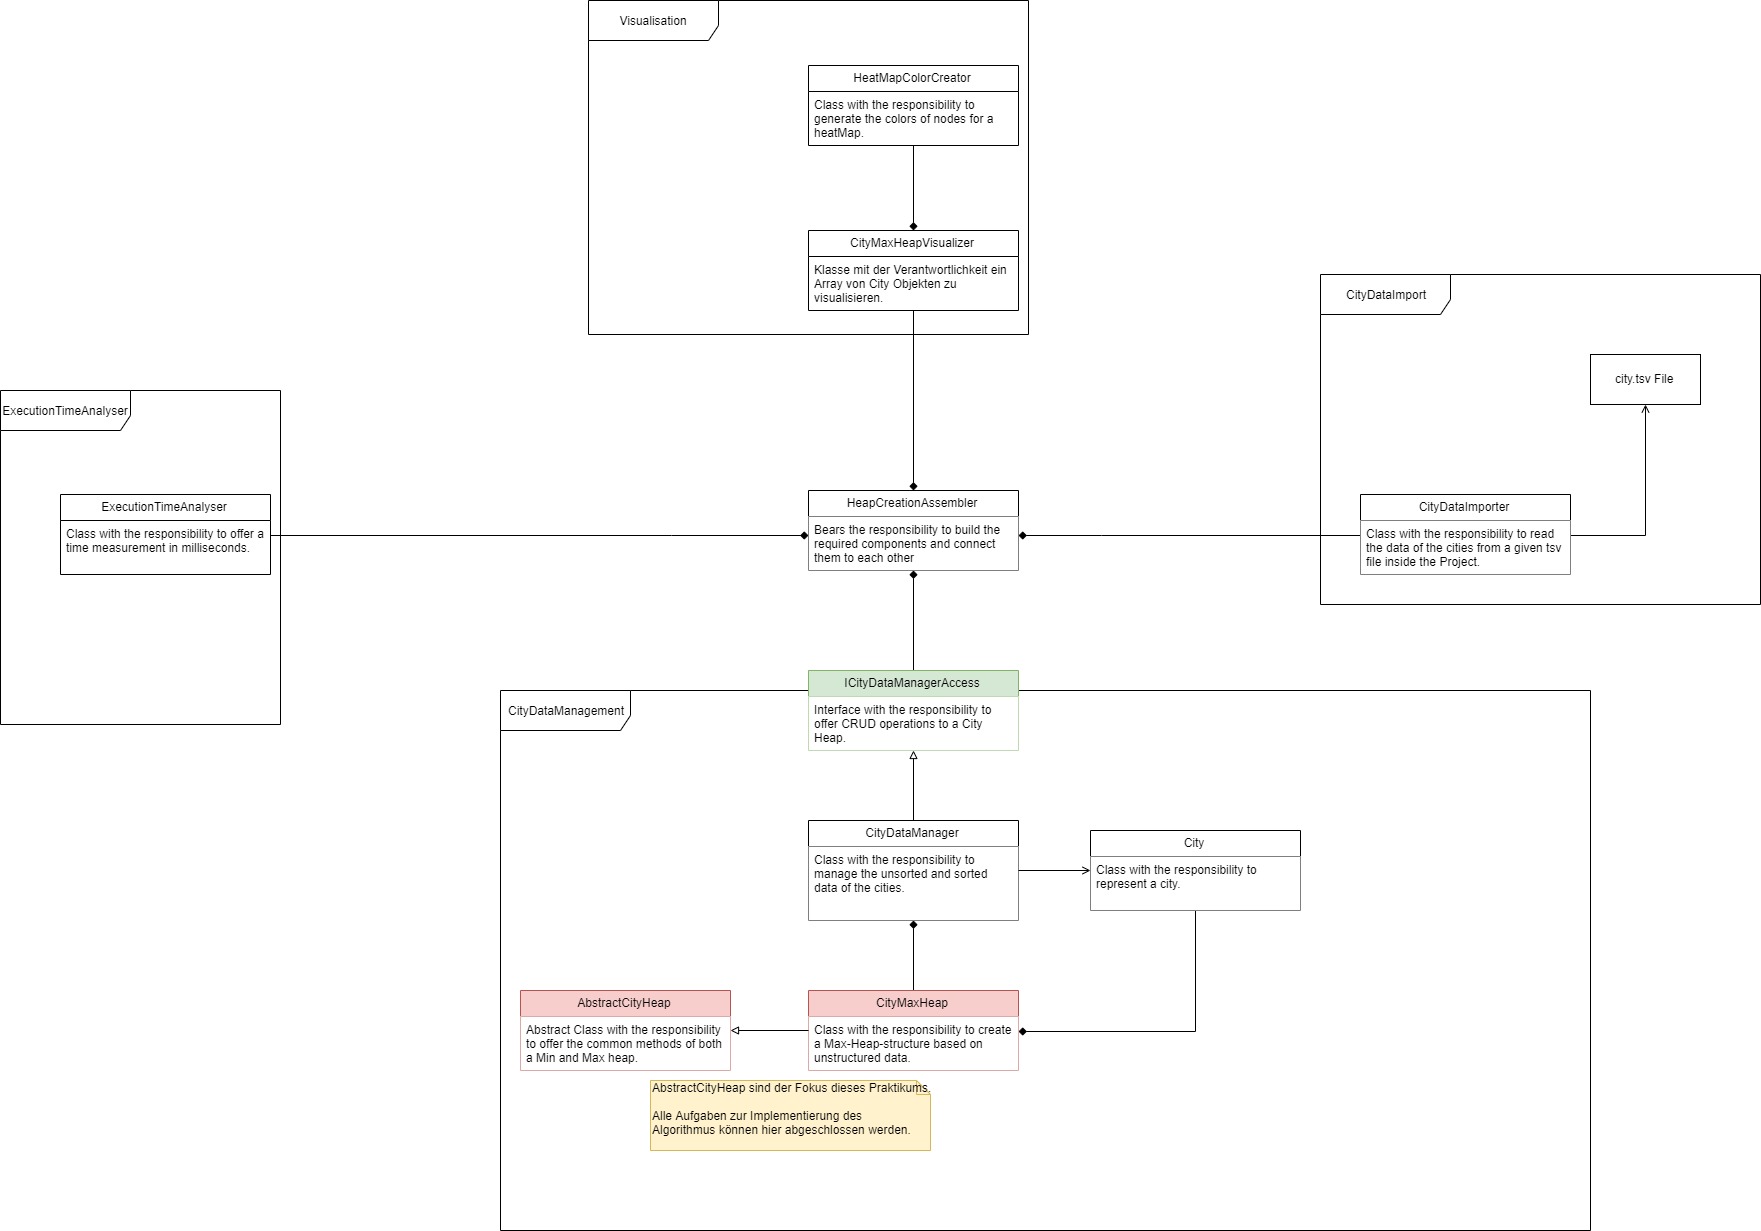 Visualisation
HeatMapColorCreator
Class with the responsibility to
generate the colors of nodes for a
heatMap.
CityMaxHeapVisualizer
Klasse mit der Verantwortlichkeit ein
Array von City Objekten zu
visualisieren.
CityDataImport
city.tsv File
ExecutionTimeAnalyser
ExecutionTimeAnalyser
Class with the responsibility to offer a
time measurement in milliseconds.
HeapCreationAssembler
Bears the responsibility to build the
required components and connect
them to each other
CityDataImporter
Class with the responsibility to read
the data of the cities from a given tsv
file inside the Project.
CityDataManagement
ICityDataManagerAccess
Interface with the responsibility to
offer CRUD operations to a City
Heap.
CityDataManager
Class with the responsibility to
manage the unsorted and sorted
data of the cities.
City
Class with the responsibility to
represent a city.
AbstractCityHeap
Abstract Class with the responsibility
to offer the common methods of both
a Min and Max heap.
CityMaxHeap
Class with the responsibility to create
a Max-Heap-structure based on
unstructured data.
AbstractCityHeap sind der Fokus dieses Praktikums.
Alle Aufgaben zur Implementierung des
Algorithmus können hier abgeschlossen werden.